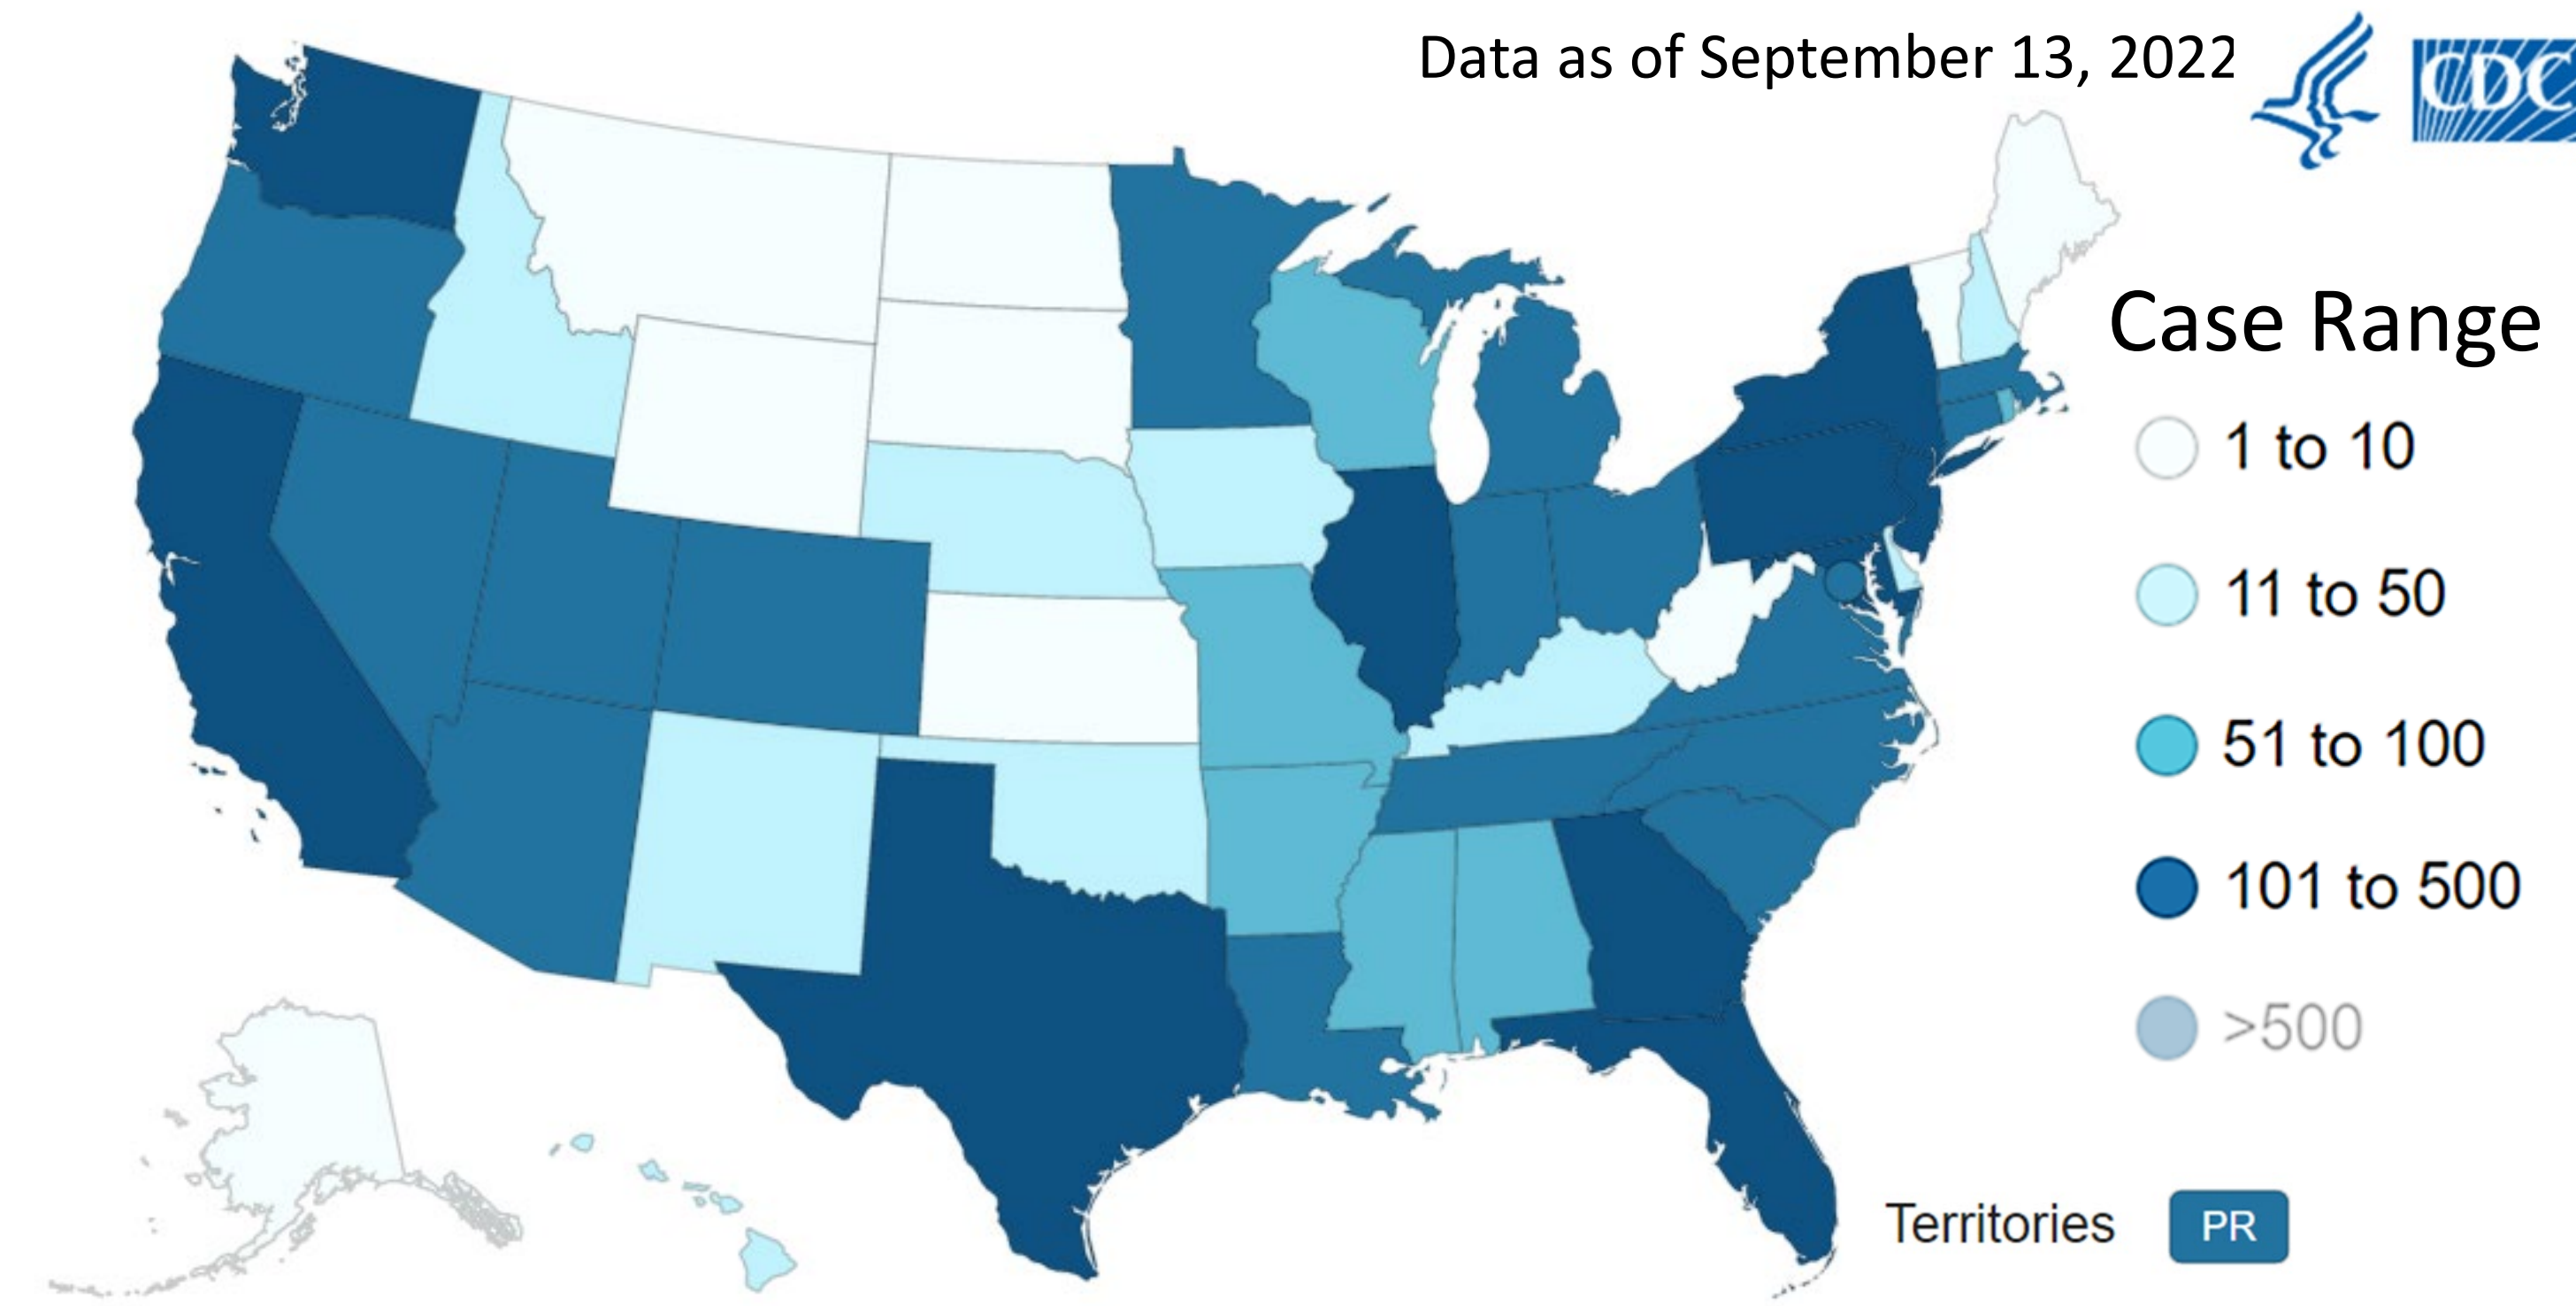 Data as of September 13, 2022
CDC
Case Range
1 to 10
11 to 50
51 to 100
101 to 500
>500
Territories PR